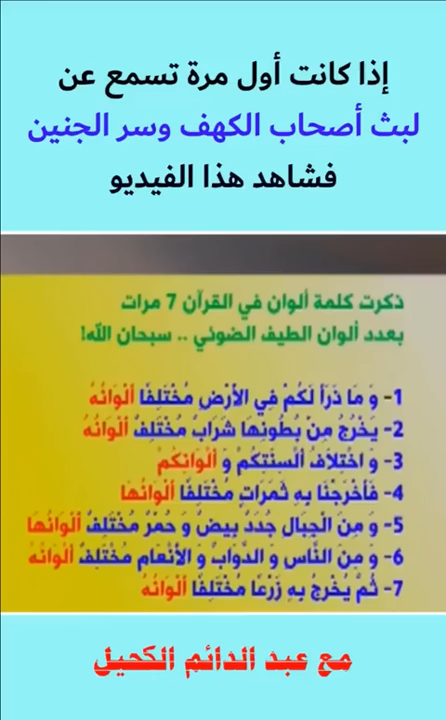 إذا كانت أول مرة تسمع عن
لبث أصحاب الكهف وسر الجنين
فشاهد هذا الفيديو
ذكرت كلمة ألوان في القرآن 7 مرات
بعدد ألوان الطيف الضوئي .. سبحان الله!
1- وَ مَا ذَرَأَ لَكُمْ فِي الأَرْضِ مُخْتَلِفًا أَلْوَانُهُ
2- يَخْرُجُ مِنْ بُطُونِهَا شَرَابٌ مُخْتَلِفٌ أَلْوَانُهُ
3- وَ اخْتِلاَفُ أَلْسِنَتِكُمْ وَ أَلْوَانِكُمْ
4- فَأَخْرَجْنَا بِهِ ثَمَرَاتٍ مُخْتَلِفًا أَلْوَانُهَا
5- وَ مِنَ الْجِبَالِ جُدَدٌ بِيضٌ وَ حُمْرٌ مُخْتَلِفٌ أَلْوَانُهَا
6- وَ مِنَ النَّاسِ وَ الدَّوَابِّ وَ الأَنْعَامِ مُخْتَلِفٌ أَلْوَانُهُ
7- ثُمَّ يُخْرِجُ بِهِ زَرْعًا مُخْتَلِفًا أَلْوَانُهُ
مع عبد الدائم الكحيل